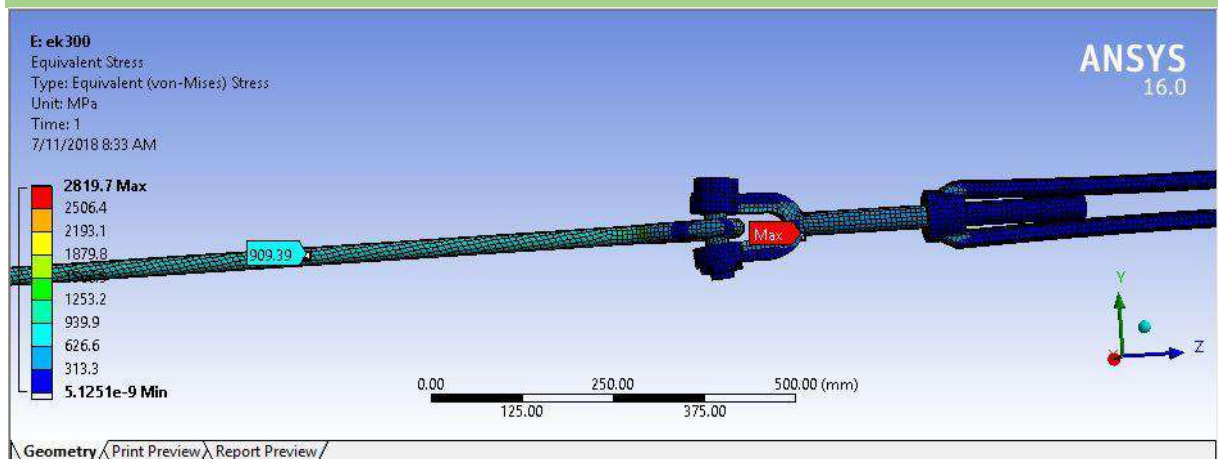 E: ek300
Equivalent Stress
Type: Equivalent (von-Mises) Stress
Unit: MPa
Time: 1
7/11/2018 8:33 AM
ANSYS
16.0
2819.7 Max
2506.4
2193.1
1879.8
1253.2
939.9
626.6
313.3
5.1251e-9 Min
909.39
Max
0.00 250.00 500.00 (mm)
125.00 375.00
Y
Z
Geometry Print Preview Report Preview